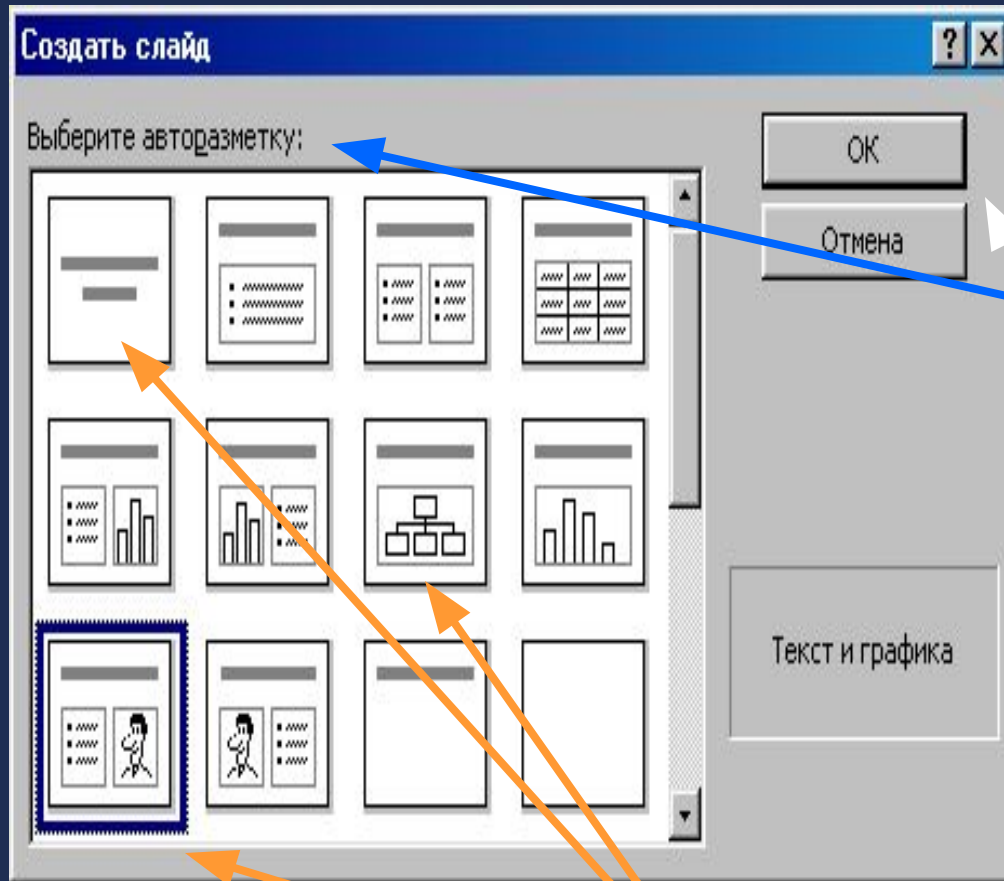 Создать слайд
Выберите авторазметку:
ОК
Отмена
Текст и графика